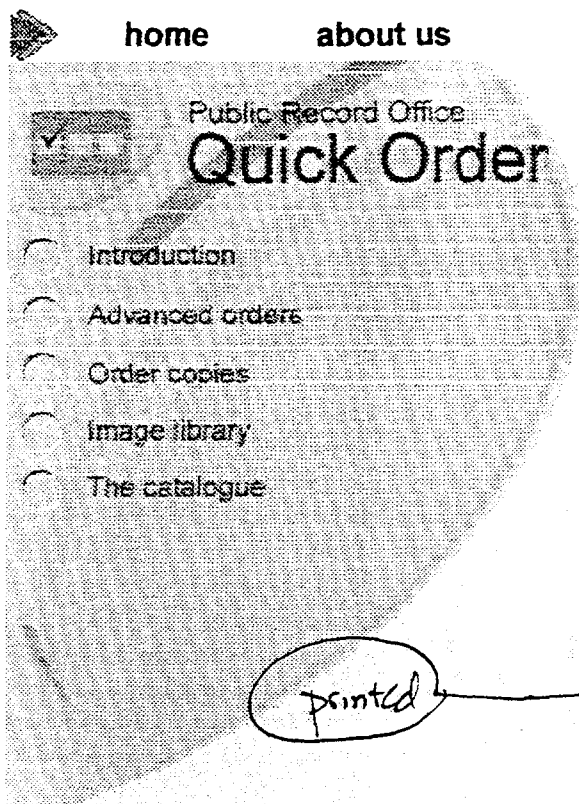 home about us
Public Record Office
Quick Order
Introduction
Advanced orders
Order copies
Image library
The catalogue
printed